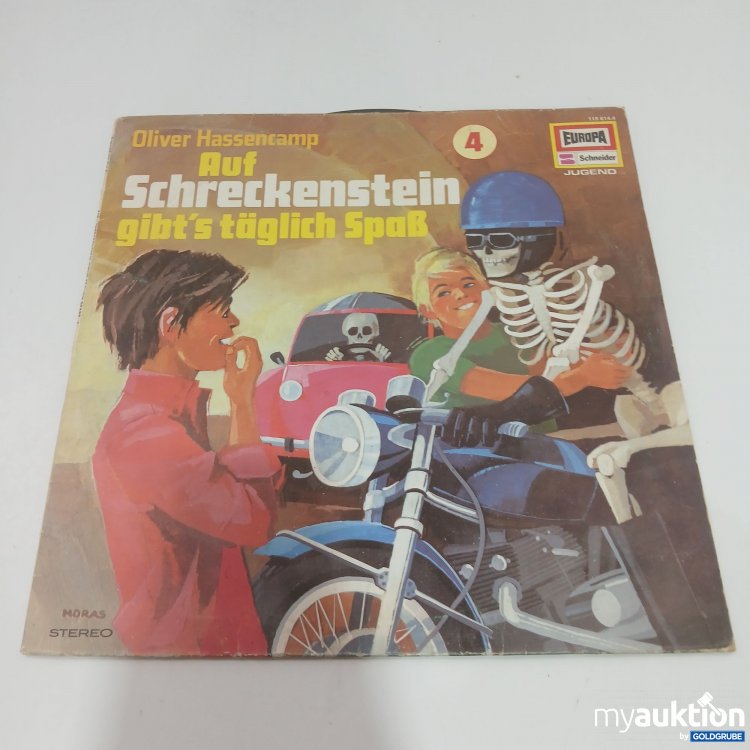 Oliver Hassencamp
Auf
Schreckenstein
gibt's täglich Spaß
4
EUROPA
Schneider
JUGEND
MORAS
STEREO
myauktion
by GOLDGRUBE